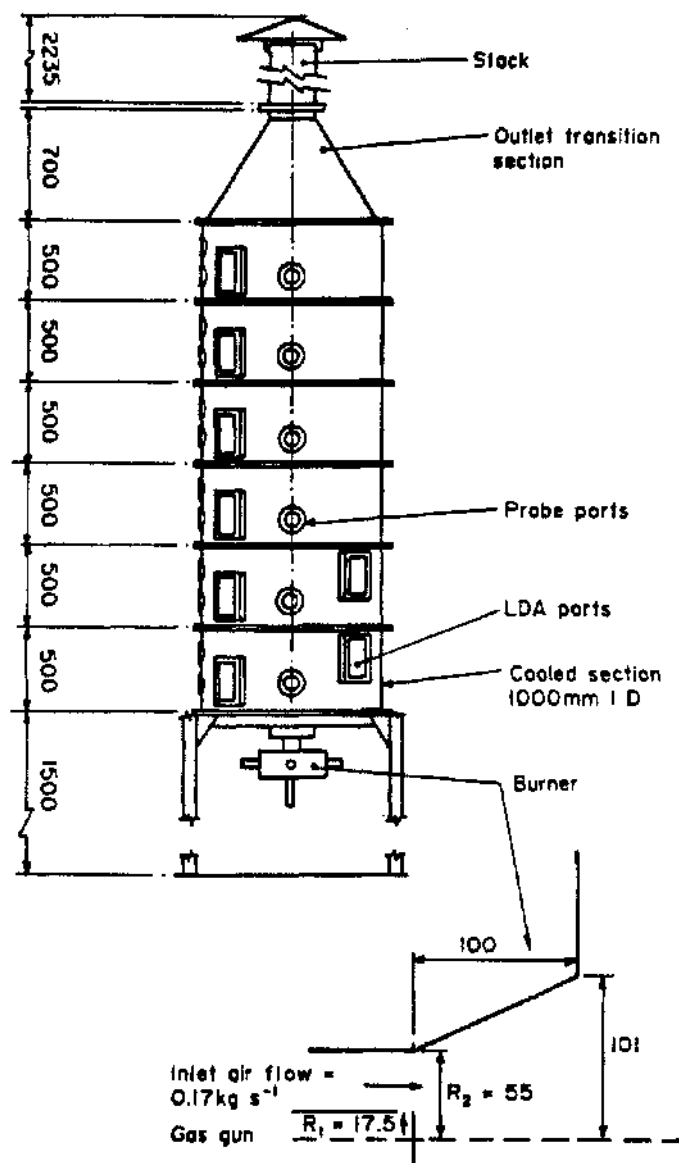 2235
Stack
Outlet transition
section
700
500
500
500
500
Probe ports
500
LDA ports
500
Cooled section
1000mm I D
1500
Burner
100
101
Inlet air flow =
0.17kg s⁻¹
R₂ = 55
R₁ = 17.5
Gas gun